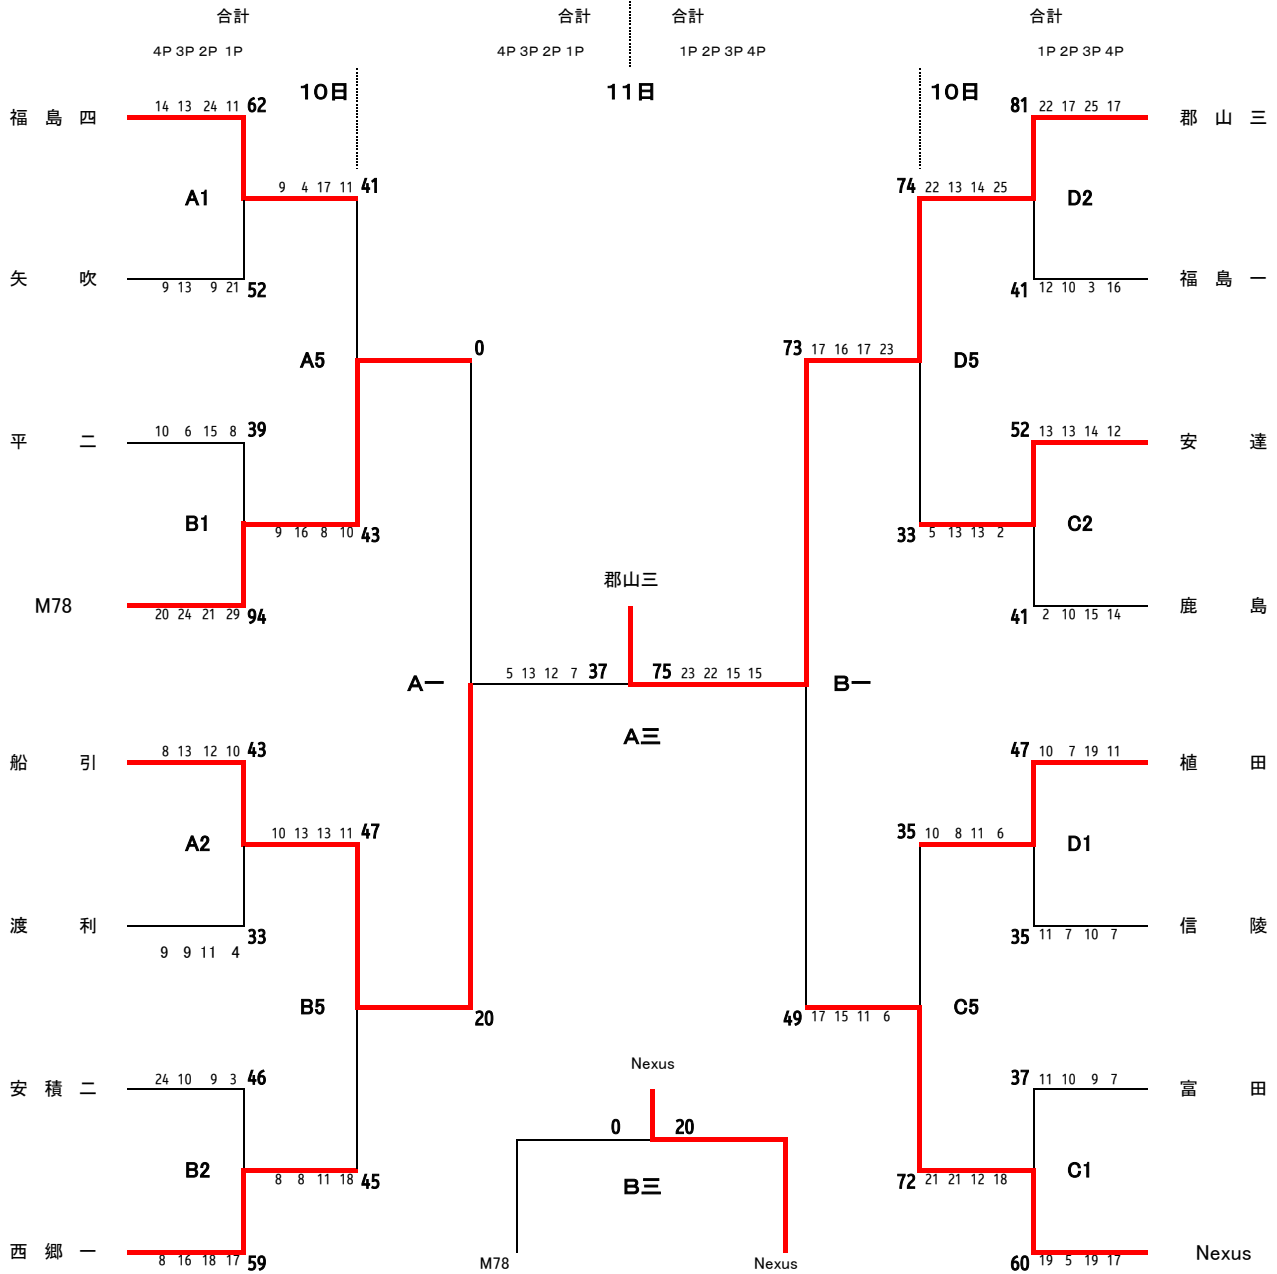 合計 合計 合計 合計
4P 3P 2P 1P 4P 3P 2P 1P 1P 2P 3P 4P 1P 2P 3P 4P
10日 11日 10日
福島四 14 13 24 11 62 81 22 17 25 17 郡山三
9 4 17 11 41 74 22 13 14 25
A1 D2
矢吹 9 13 9 21 52 41 12 10 3 16 福島一
0 73 17 16 17 23
A5 D5
平二 10 6 15 8 39 52 13 13 14 12 安達
B1 C2
9 16 8 10 43 33 5 13 13 2
郡山三
M78 20 24 21 29 94 41 2 10 15 14 鹿島
5 13 12 7 37 75 23 22 15 15
A一 B一
A三
船引 8 13 12 10 43 47 10 7 19 11 植田
10 13 13 11 47 35 10 8 11 6
A2 D1
渡利 33 35 11 7 10 7 信陵
9 9 11 4
B5 C5
20 49 17 15 11 6
Nexus
安積二 24 10 9 3 46 37 11 10 9 7 富田
0 20
B2 C1
8 8 11 18 45 72 21 21 12 18
B三
西郷一 8 16 18 17 59 60 19 5 19 17 Nexus
M78 Nexus